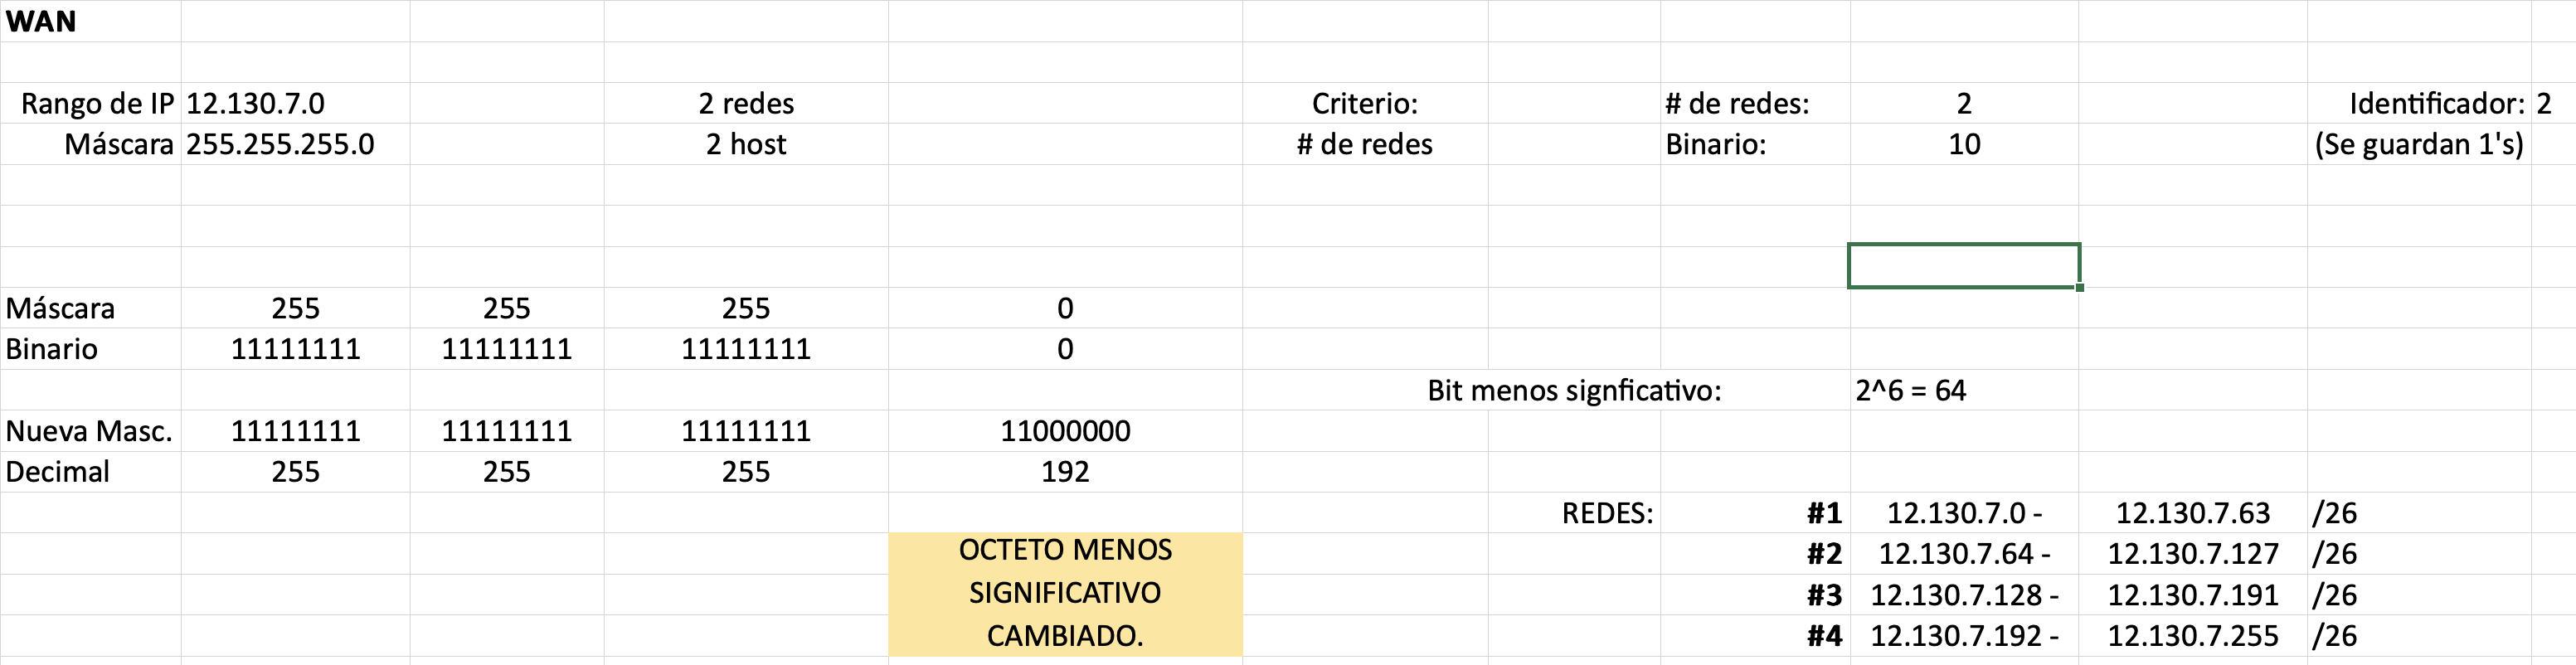 WAN
Rango de IP 12.130.7.0 2 redes Criterio: # de redes: 2 Identificador: 2
Máscara 255.255.255.0 2 host # de redes Binario: 10 (Se guardan 1's)
Máscara 255 255 255 0
Binario 11111111 11111111 11111111 0
Bit menos signficativo: 2^6 = 64
Nueva Masc. 11111111 11111111 11111111 11000000
Decimal 255 255 255 192
REDES: #1 12.130.7.0 - 12.130.7.63 /26
OCTETO MENOS #2 12.130.7.64 - 12.130.7.127 /26
SIGNIFICATIVO #3 12.130.7.128 - 12.130.7.191 /26
CAMBIADO. #4 12.130.7.192 - 12.130.7.255 /26